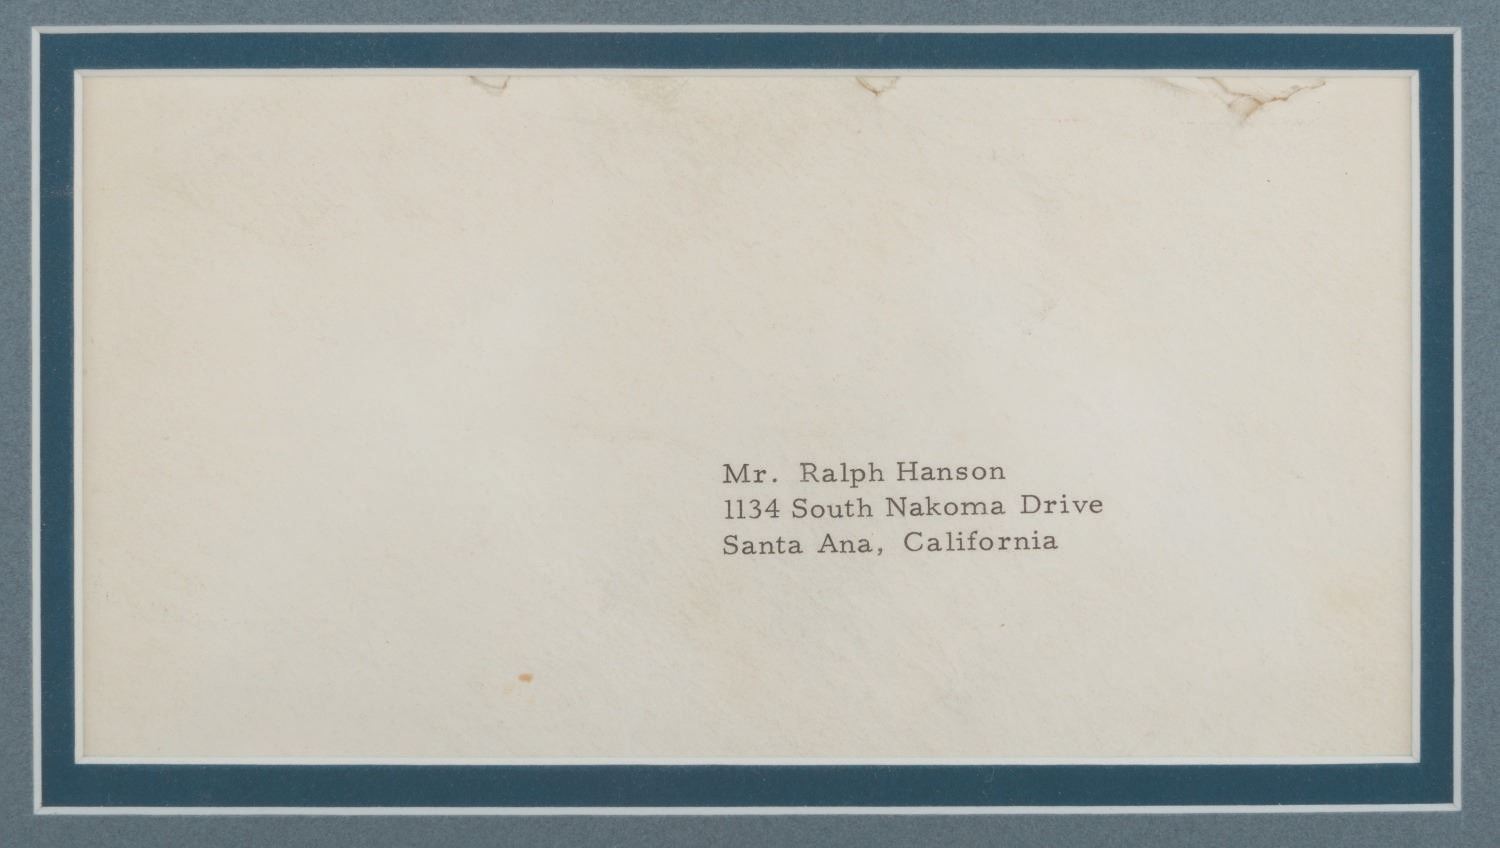 Mr. Ralph Hanson
1134 South Nakoma Drive
Santa Ana, California